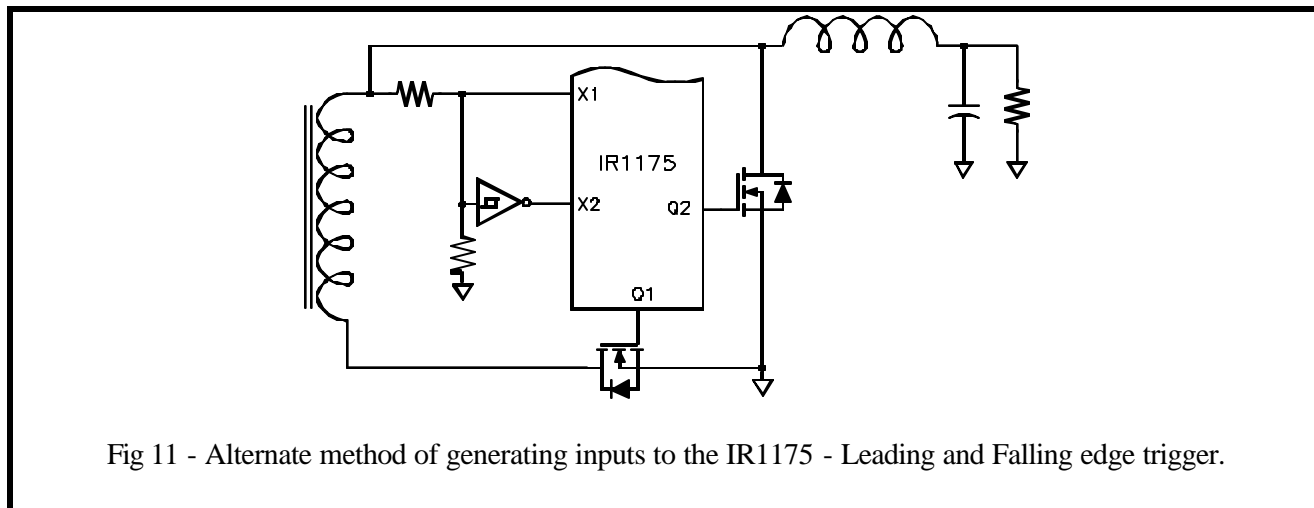 X1
IR1175
X2
Q2
Q1
Fig 11 - Alternate method of generating inputs to the IR1175 - Leading and Falling edge trigger.